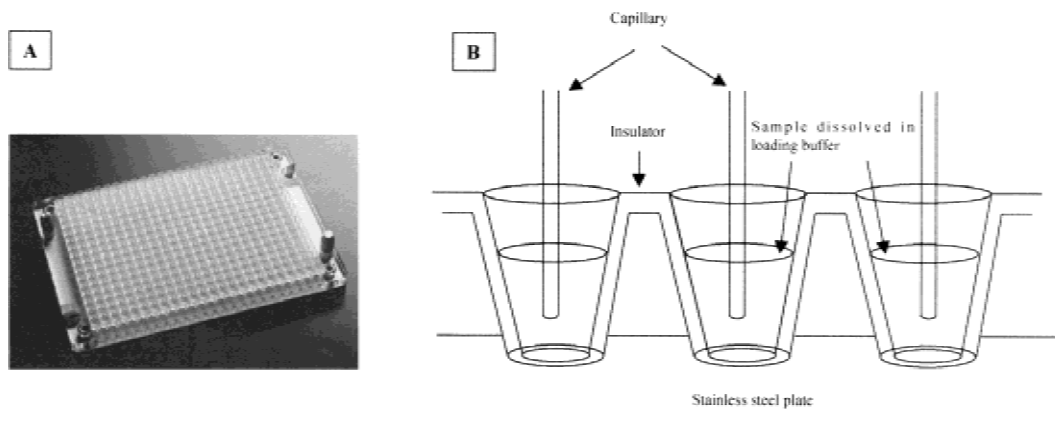 A
B
Capillary
Insulator
Sample dissolved in
loading buffer
Stainless steel plate